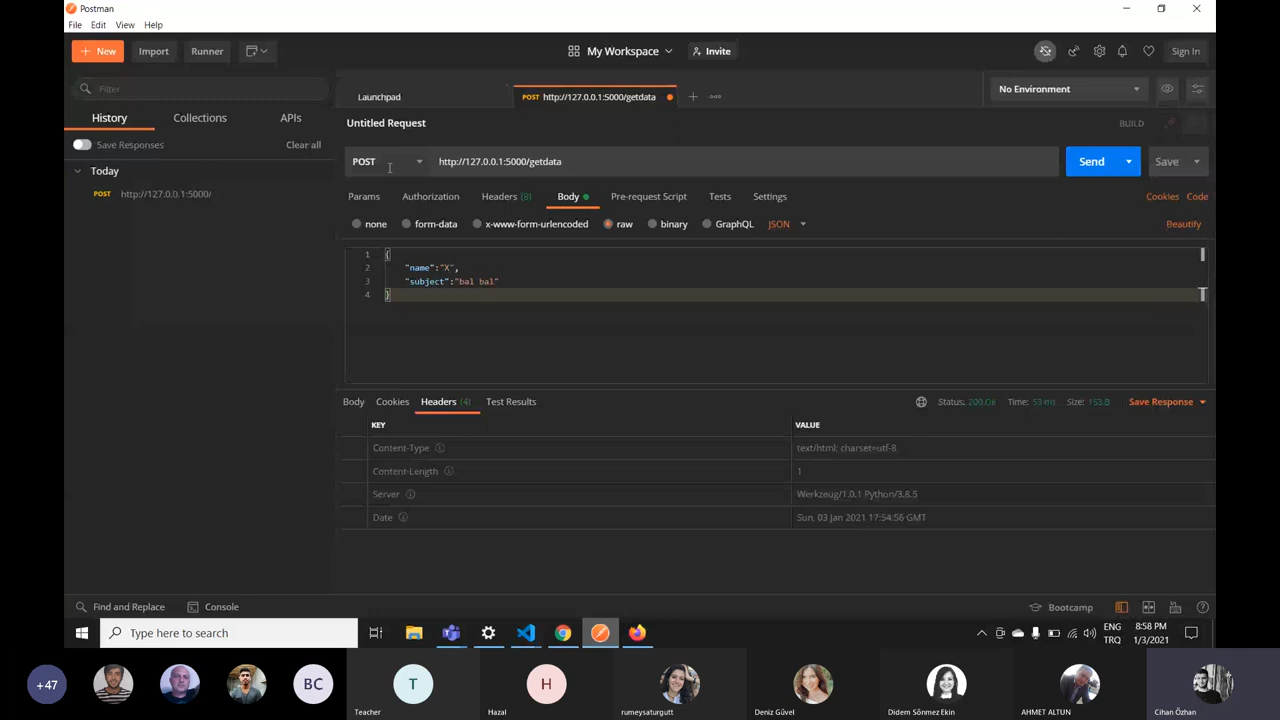 Postman
File Edit View Help
+ New Import Runner My Workspace Invite Sign In
Filter
Launchpad POST http://127.0.0.1:5000/getdata No Environment
History Collections APIs
Untitled Request BUILD
Save Responses Clear all
POST http://127.0.0.1:5000/getdata Send Save
Today
POST http://127.0.0.1:5000/
Params Authorization Headers (8) Body Pre-request Script Tests Settings Cookies Code
none form-data x-www-form-urlencoded raw binary GraphQL JSON Beautify
1 {
2 "name":"X",
3 "subject":"bal bal"
4 }
Body Cookies Headers (4) Test Results Status: 200 OK Time: 53 ms Size: 153 B Save Response
KEY VALUE
Content-Type text/html; charset=utf-8
Content-Length 1
Server Werkzeug/1.0.1 Python/3.8.5
Date Sun, 03 Jan 2021 17:54:56 GMT
Find and Replace Console Bootcamp
Type here to search ENG TRQ 8:58 PM 1/3/2021
+47 BC T H
Teacher Hazal rumeysaturgutt Deniz Güvel Didem Sönmez Ekin AHMET ALTUN Cihan Özhan